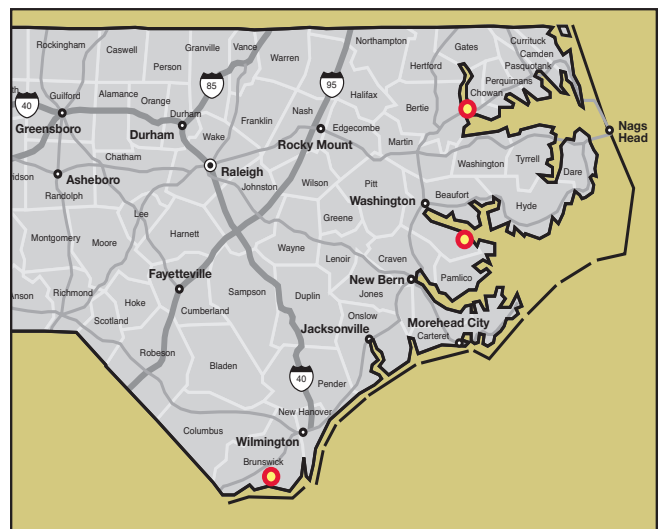 Rockingham
Caswell
Granville
Vance
Person
Warren
Northampton
Gates
Currituck
Camden
Pasquotank
Perquimans
Chowan
Hertford
Halifax
Bertie
th
40
Guilford
Greensboro
Alamance
Orange
85
Durham
Durham
Wake
Franklin
95
Nash
Edgecombe
Rocky Mount
Martin
Nags
Head
Washington
Tyrrell
Dare
Chatham
Raleigh
Johnston
idson
Asheboro
Randolph
Wilson
Pitt
Washington
Beaufort
Hyde
Greene
Lee
Harnett
Montgomery
Moore
Wayne
Lenoir
Craven
Pamlico
New Bern
Jones
Fayetteville
Cumberland
Sampson
Duplin
nson
Richmond
Hoke
Scotland
Onslow
Jacksonville
Morehead City
Carteret
Robeson
Bladen
40
Pender
New Hanover
Columbus
Wilmington
Brunswick